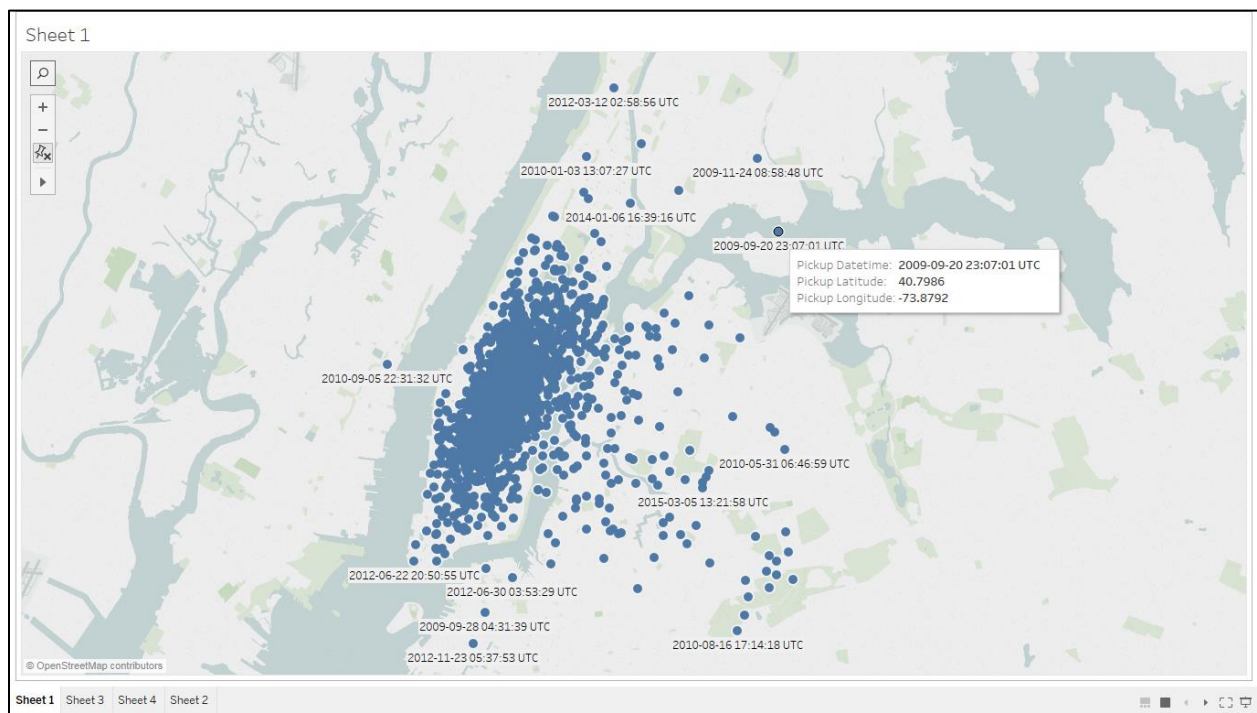 Sheet 1
2012-03-12 02:58:56 UTC
2010-01-03 13:07:27 UTC
2009-11-24 08:58:48 UTC
2014-01-06 16:39:16 UTC
2009-09-20 23:07:01 UTC
Pickup Datetime: 2009-09-20 23:07:01 UTC
Pickup Latitude: 40.7986
Pickup Longitude: -73.8792
2010-09-05 22:31:32 UTC
2010-05-31 06:46:59 UTC
2015-03-05 13:21:58 UTC
2012-06-22 20:50:55 UTC
2012-06-30 03:53:29 UTC
2009-09-28 04:31:39 UTC
2010-08-16 17:14:18 UTC
2012-11-23 05:37:53 UTC
© OpenStreetMap contributors
Sheet 1 Sheet 3 Sheet 4 Sheet 2